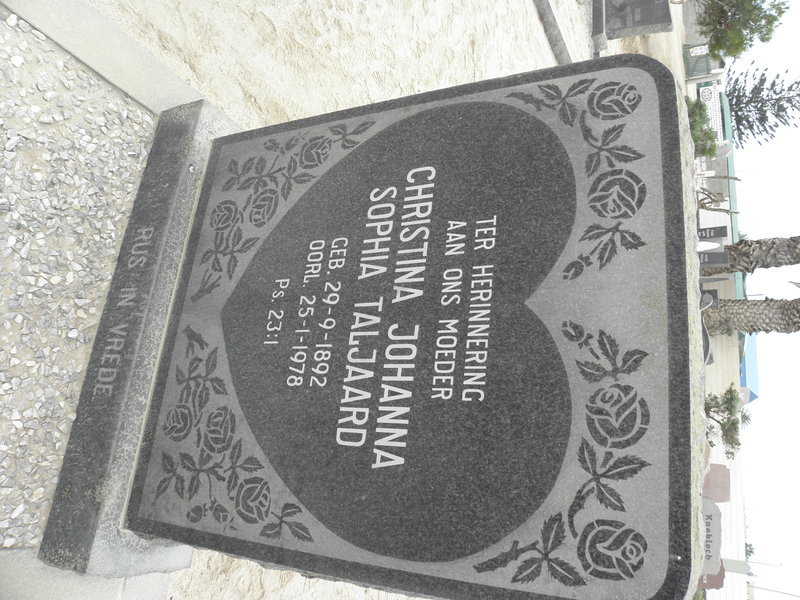 TER HERINNERING
AAN ONS MOEDER
CHRISTINA JOHANNA
SOPHIA TALJAARD
GEB. 29-9-1892
OORL. 25-1-1978
PS. 23:1
RUS IN VREDE
Knobloch